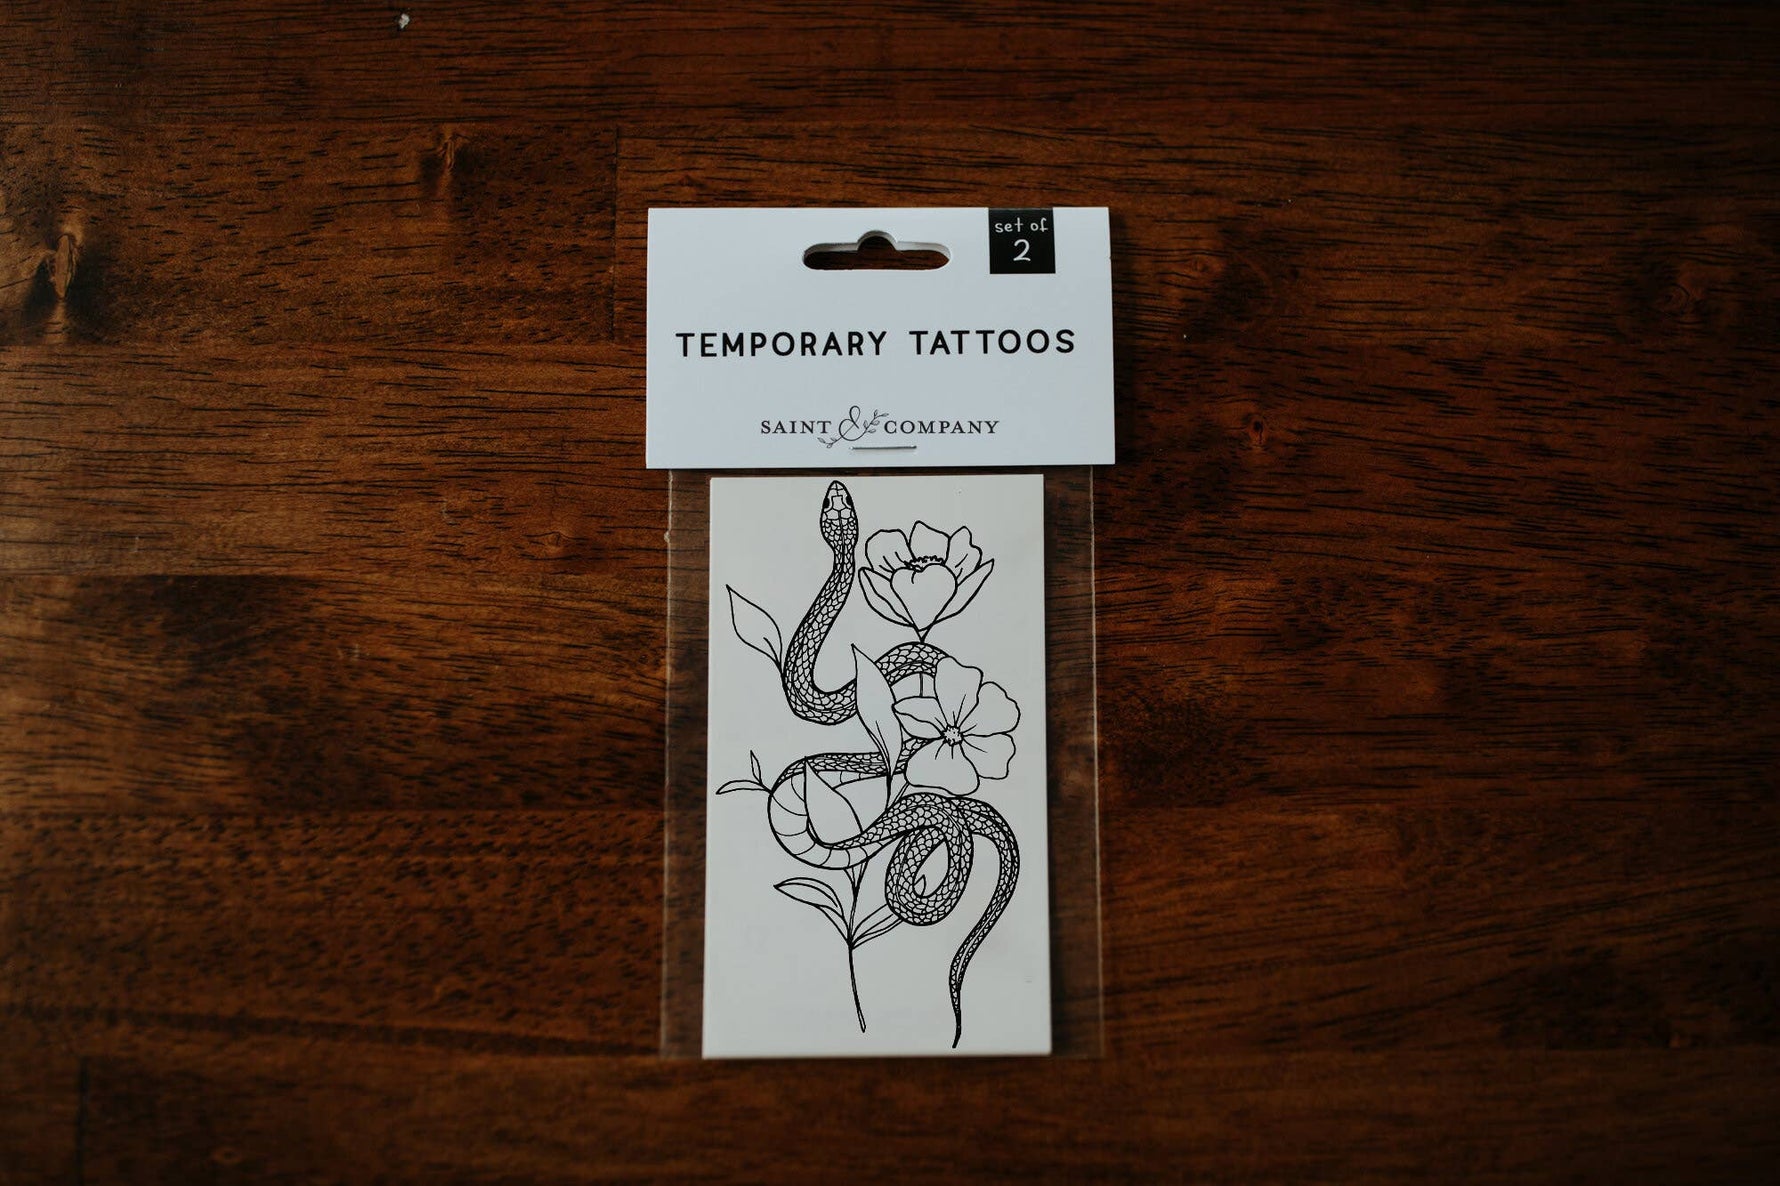 set of
2
TEMPORARY TATTOOS
SAINT & COMPANY